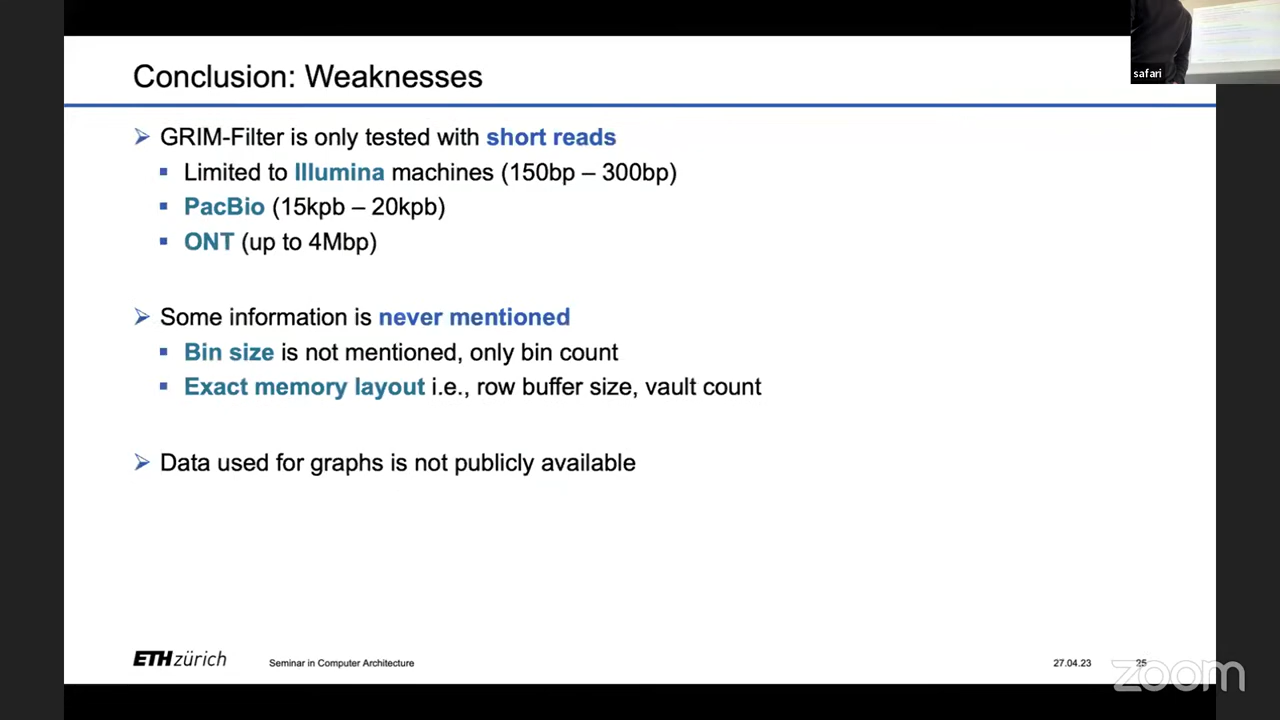 safari
Conclusion: Weaknesses
GRIM-Filter is only tested with short reads
Limited to Illumina machines (150bp – 300bp)
PacBio (15kpb – 20kpb)
ONT (up to 4Mbp)
Some information is never mentioned
Bin size is not mentioned, only bin count
Exact memory layout i.e., row buffer size, vault count
Data used for graphs is not publicly available
ETH zürich
Seminar in Computer Architecture
27.04.23
25
zoom